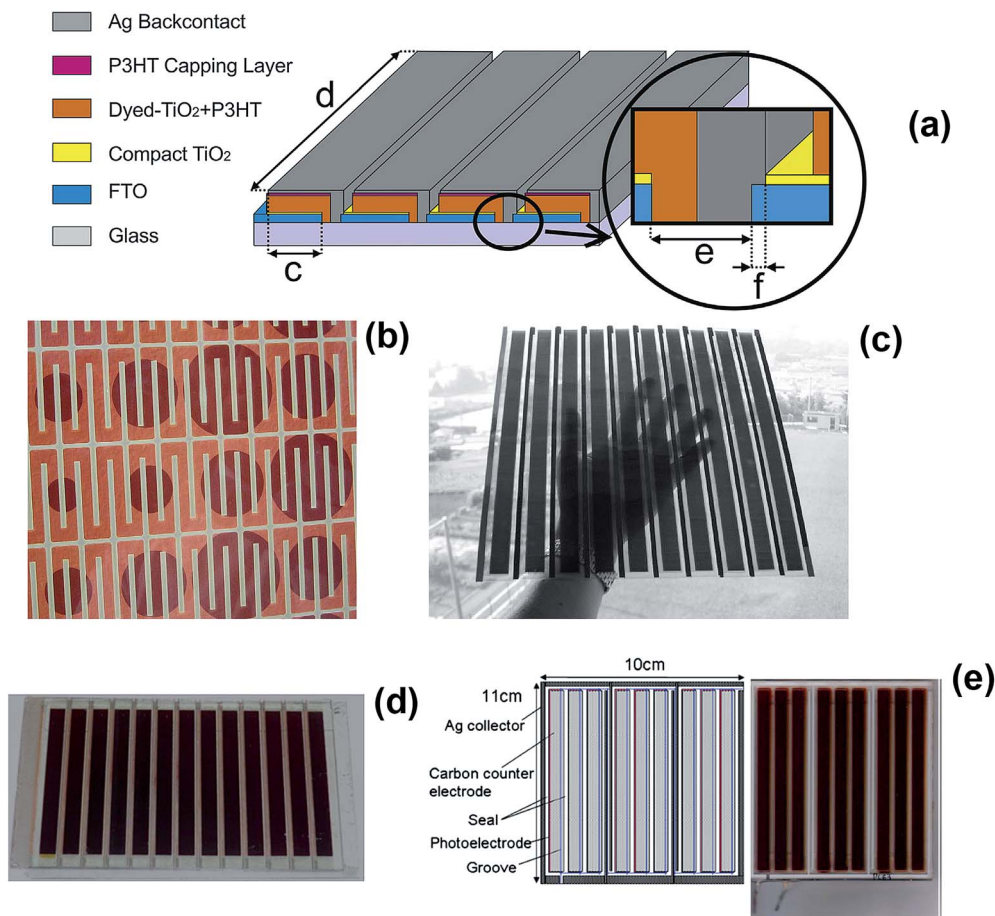 Ag Backcontact
P3HT Capping Layer
Dyed-TiO2+P3HT
Compact TiO2
FTO
Glass
d
c
e
f
(a)
(b)
(c)
(d)
10cm
11cm
Ag collector
Carbon counter
electrode
Seal
Photoelectrode
Groove
(e)